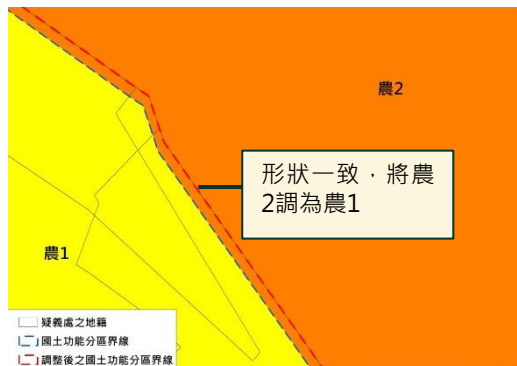 農2
形狀一致，將農
2調為農1
農1
疑義處之地籍
國土功能分區界線
調整後之國土功能分區界線